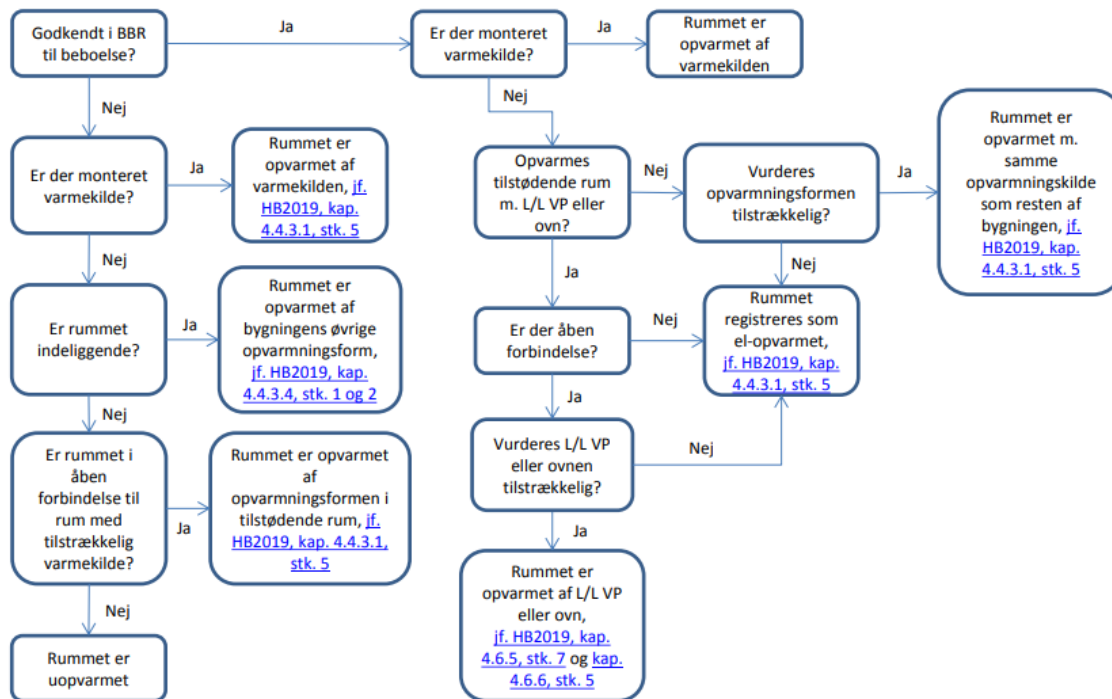 Godkendt i BBR
til beboelse?
Ja
Er der monteret
varmekilde?
Ja
Rummet er
opvarmet af
varmekilden
Nej
Nej
Er der monteret
varmekilde?
Ja
Rummet er
opvarmet af
varmekilden, jf.
HB2019, kap.
4.4.3.1, stk. 5
Opvarmes
tilstødende rum
m. L/L VP eller
ovn?
Nej
Vurderes
opvarmningsformen
tilstrækkelig?
Ja
Rummet er
opvarmet m.
samme
opvarmningskilde
som resten af
bygningen, jf.
HB2019, kap.
4.4.3.1, stk. 5
Nej
Ja
Nej
Er rummet
indeliggende?
Ja
Rummet er
opvarmet af
bygningens øvrige
opvarmningsform,
jf. HB2019, kap.
4.4.3.4, stk. 1 og 2
Er der åben
forbindelse?
Nej
Rummet
registreres som
el-opvarmet,
jf. HB2019, kap.
4.4.3.1, stk. 5
Nej
Ja
Er rummet i
åben
forbindelse til
rum med
tilstrækkelig
varmekilde?
Ja
Rummet er opvarmet
af
opvarmningsformen i
tilstødende rum, jf.
HB2019, kap. 4.4.3.1,
stk. 5
Vurderes L/L VP
eller ovnen
tilstrækkelig?
Nej
Ja
Nej
Rummet er
uopvarmet
Rummet er
opvarmet af L/L VP
eller ovn,
jf. HB2019, kap.
4.6.5, stk. 7 og kap.
4.6.6, stk. 5